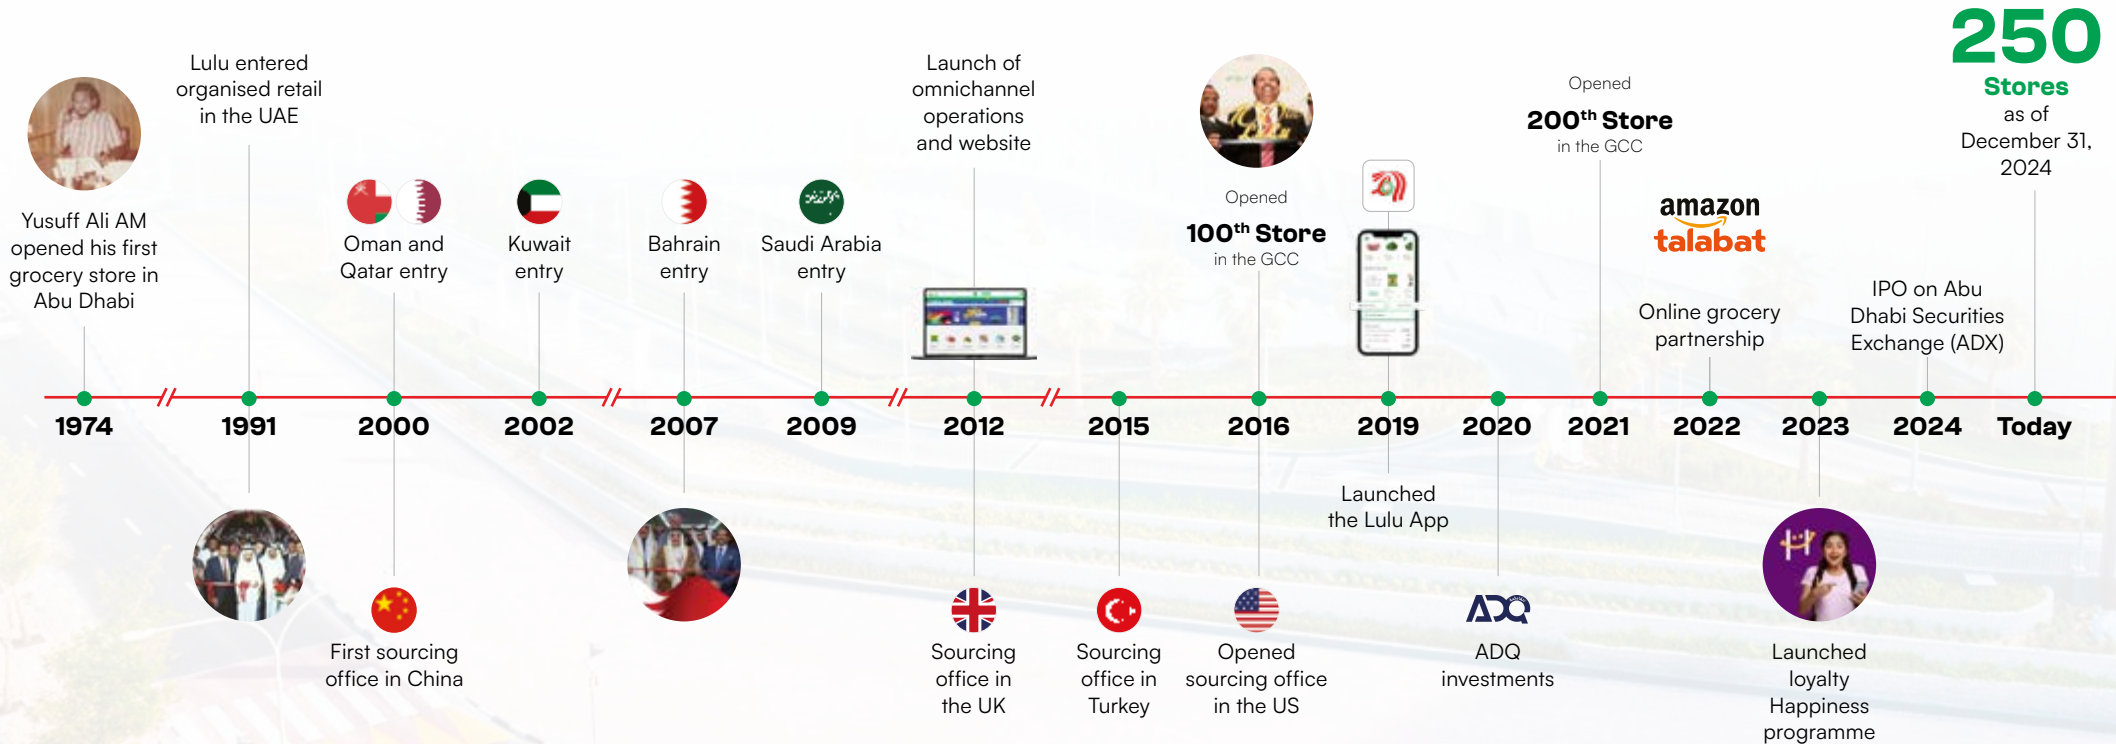 Yusuff Ali AM
opened his first
grocery store in
Abu Dhabi
1974
Lulu entered
organised retail
in the UAE
1991
Oman and
Qatar entry
2000
First sourcing
office in China
Kuwait
entry
2002
Bahrain
entry
2007
Saudi Arabia
entry
2009
Launch of
omnichannel
operations
and website
2012
Sourcing
office in
the UK
2015
Sourcing
office in
Turkey
Opened
100th Store
in the GCC
2016
Opened
sourcing office
in the US
2019
Launched
the Lulu App
2020
ADQ
ADQ
investments
Opened
200th Store
in the GCC
2021
amazon
talabat
Online grocery
partnership
2022
2023
Launched
loyalty
Happiness
programme
IPO on Abu
Dhabi Securities
Exchange (ADX)
2024
250
Stores
as of
December 31,
2024
Today